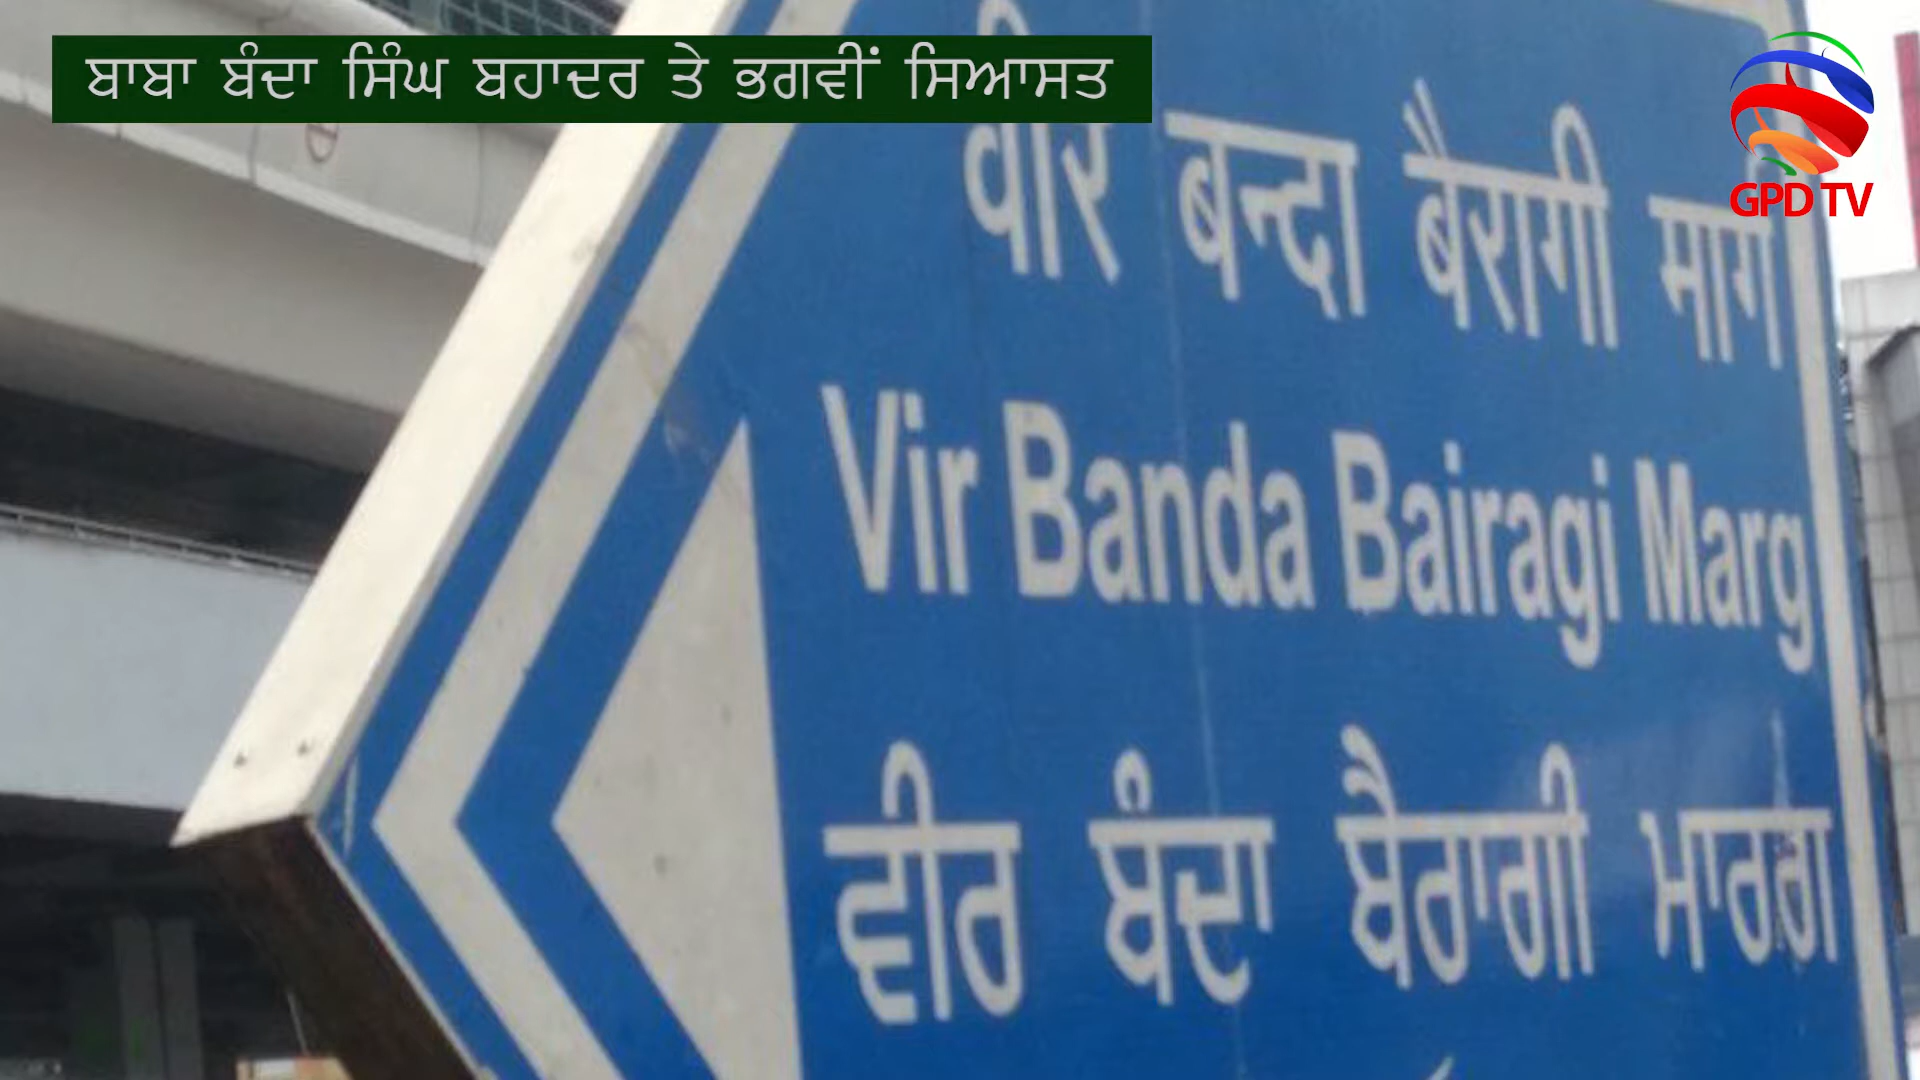 ਬਾਬਾ ਬੰਦਾ ਸਿੰਘ ਬਹਾਦਰ ਤੇ ਭਗਵੀਂ ਸਿਆਸਤ
GPD TV
वीर बन्दा बैरागी मार्ग
Vir Banda Bairagi Marg
ਵੀਰ ਬੰਦਾ ਬੈਰਾਗੀ ਮਾਰਗ